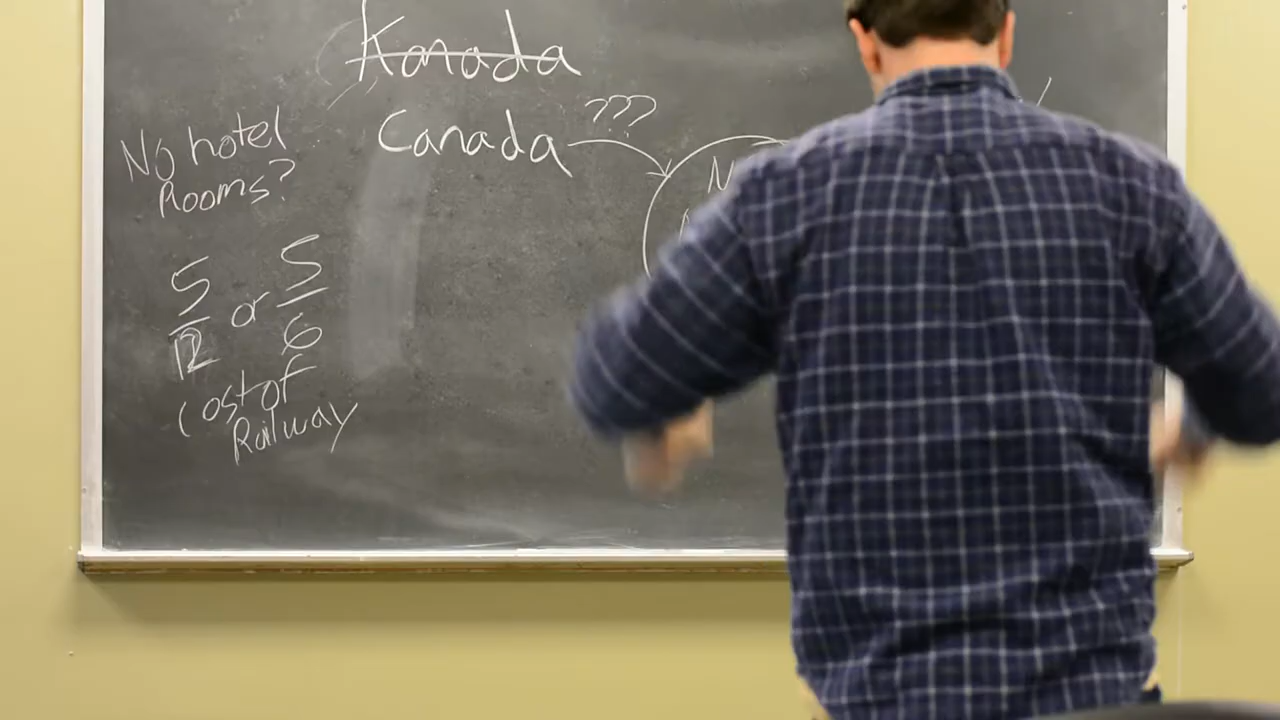 Kanada
Canada ???
No hotel
Rooms?
5/12 or 5/6
Cost of
Railway
N